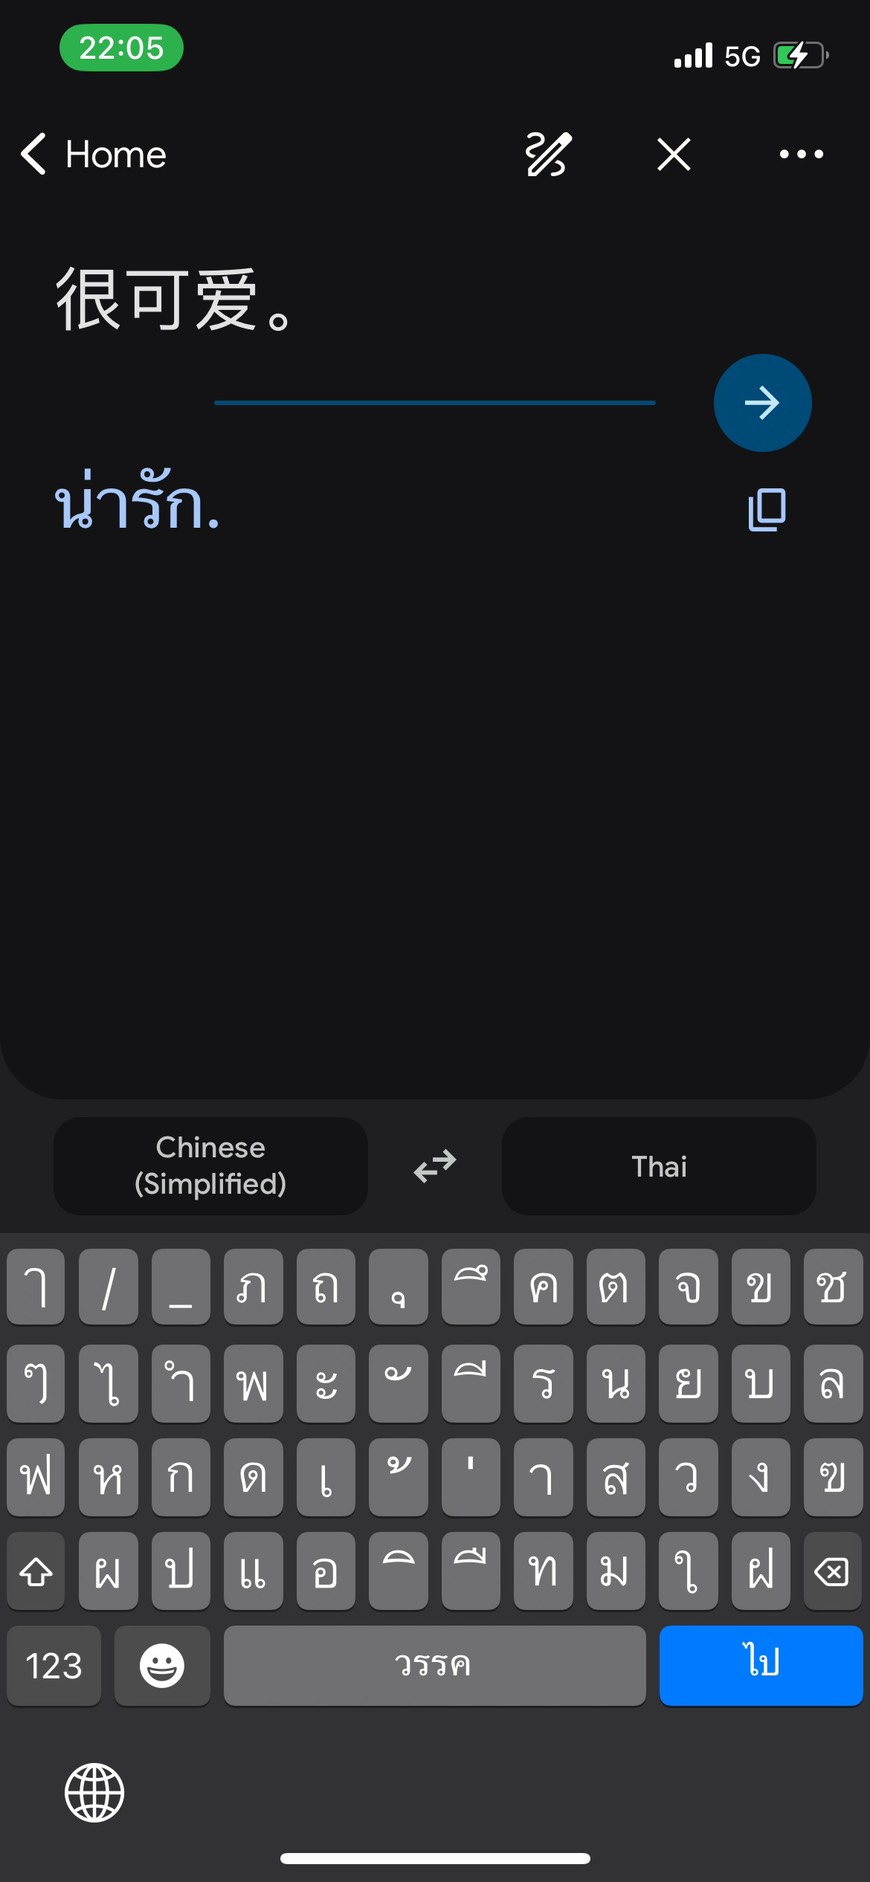 22:05
5G
Home
很可爱。
น่ารัก.
Chinese
(Simplified)
Thai
ๅ / _ ภ ถ ุ ึ ค ต จ ข ช
ๆ ไ ำ พ ะ ั ี ร น ย บ ล
ฟ ห ก ด เ ้ ่ า ส ว ง ฃ
ผ ป แ อ ิ ื ท ม ใ ฝ
123
วรรค
ไป